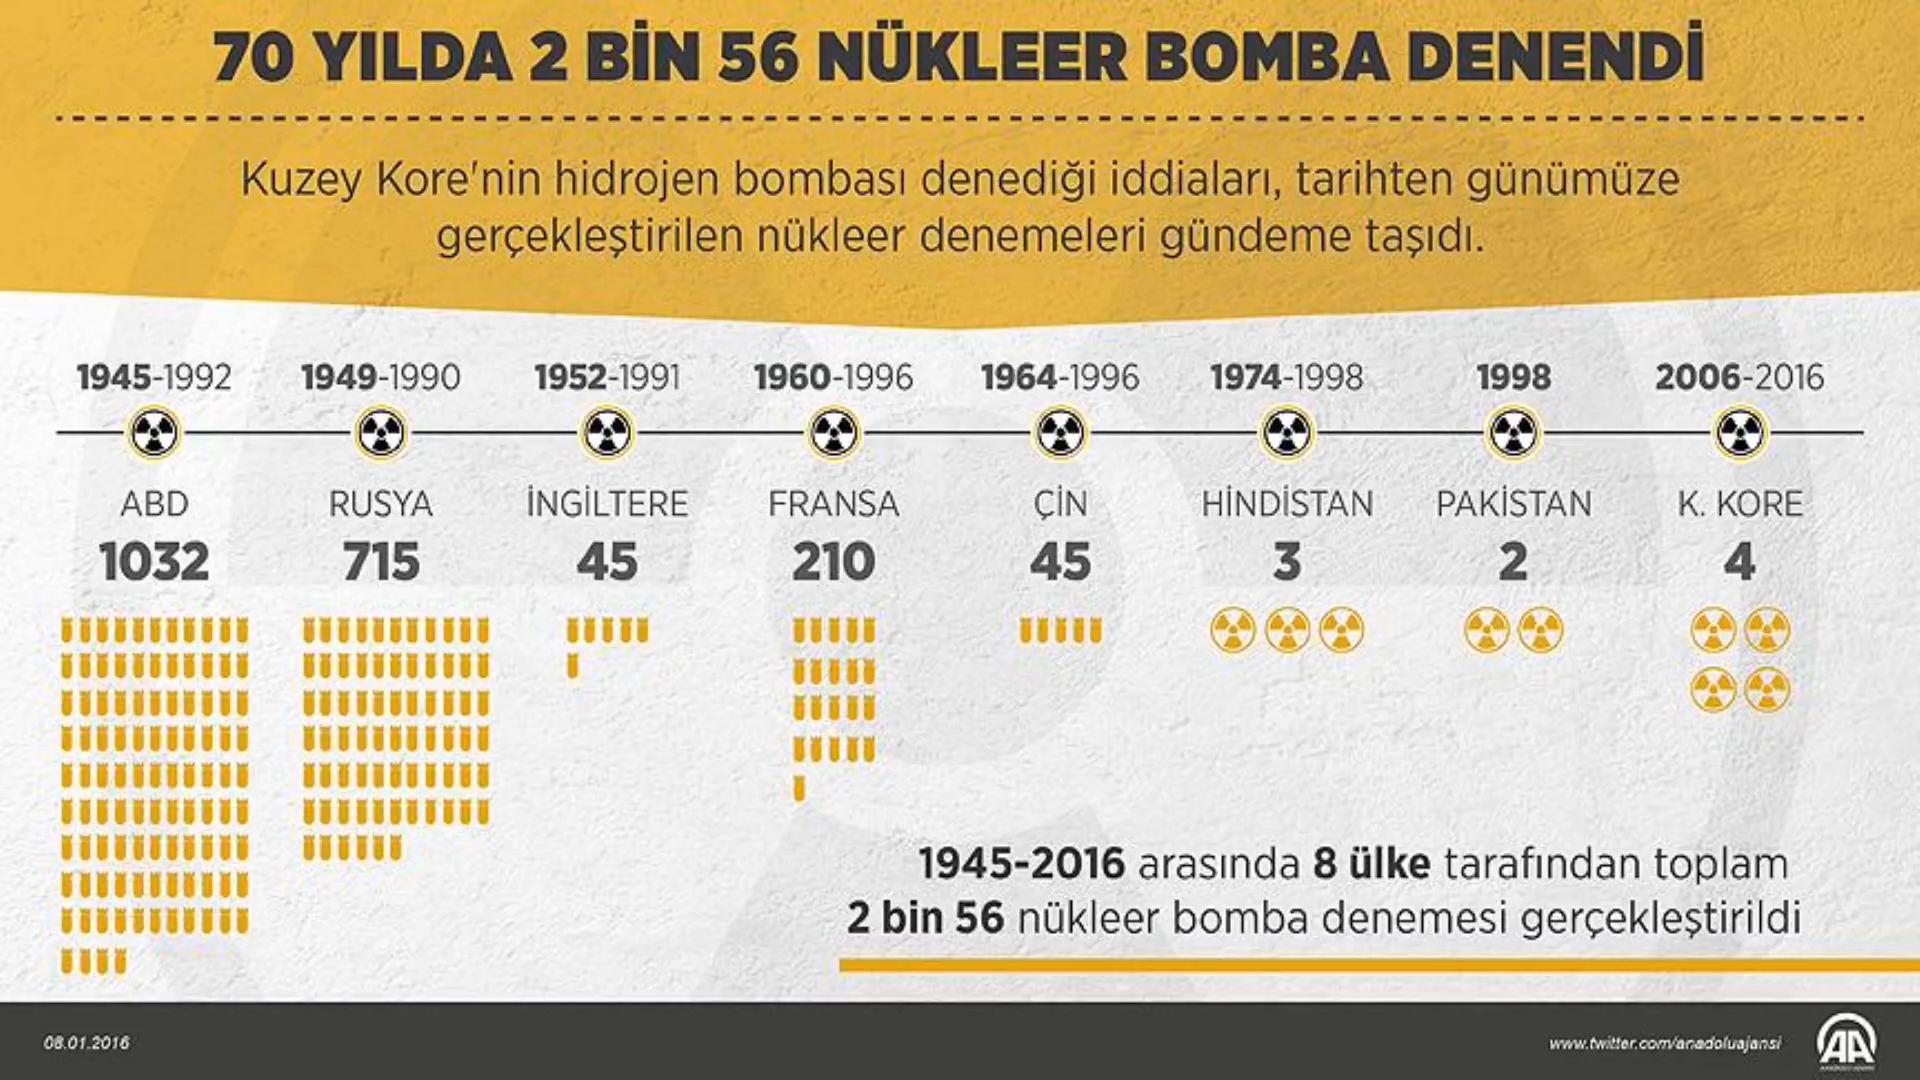 70 YILDA 2 BİN 56 NÜKLEER BOMBA DENENDİ
Kuzey Kore'nin hidrojen bombası denediği iddiaları, tarihten günümüze
gerçekleştirilen nükleer denemeleri gündeme taşıdı.
1945-1992 1949-1990 1952-1991 1960-1996 1964-1996 1974-1998 1998 2006-2016
ABD RUSYA İNGİLTERE FRANSA ÇİN HİNDİSTAN PAKİSTAN K. KORE
1032 715 45 210 45 3 2 4
1945-2016 arasında 8 ülke tarafından toplam
2 bin 56 nükleer bomba denemesi gerçekleştirildi
08.01.2016
www.twitter.com/anadoluajansi
AA